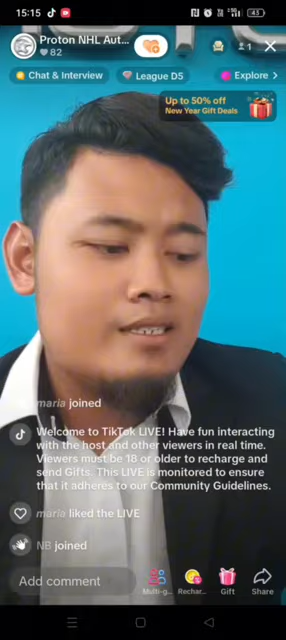 15:15
43
Proton NHL Aut...
82
1
Chat & Interview
League D5
Explore >
Up to 50% off
New Year Gift Deals
maria joined
Welcome to TikTok LIVE! Have fun interacting
with the host and other viewers in real time.
Viewers must be 18 or older to recharge and
send Gifts. This LIVE is monitored to ensure
that it adheres to our Community Guidelines.
maria liked the LIVE
NB joined
Add comment
Multi-g...
Rechar...
Gift
Share